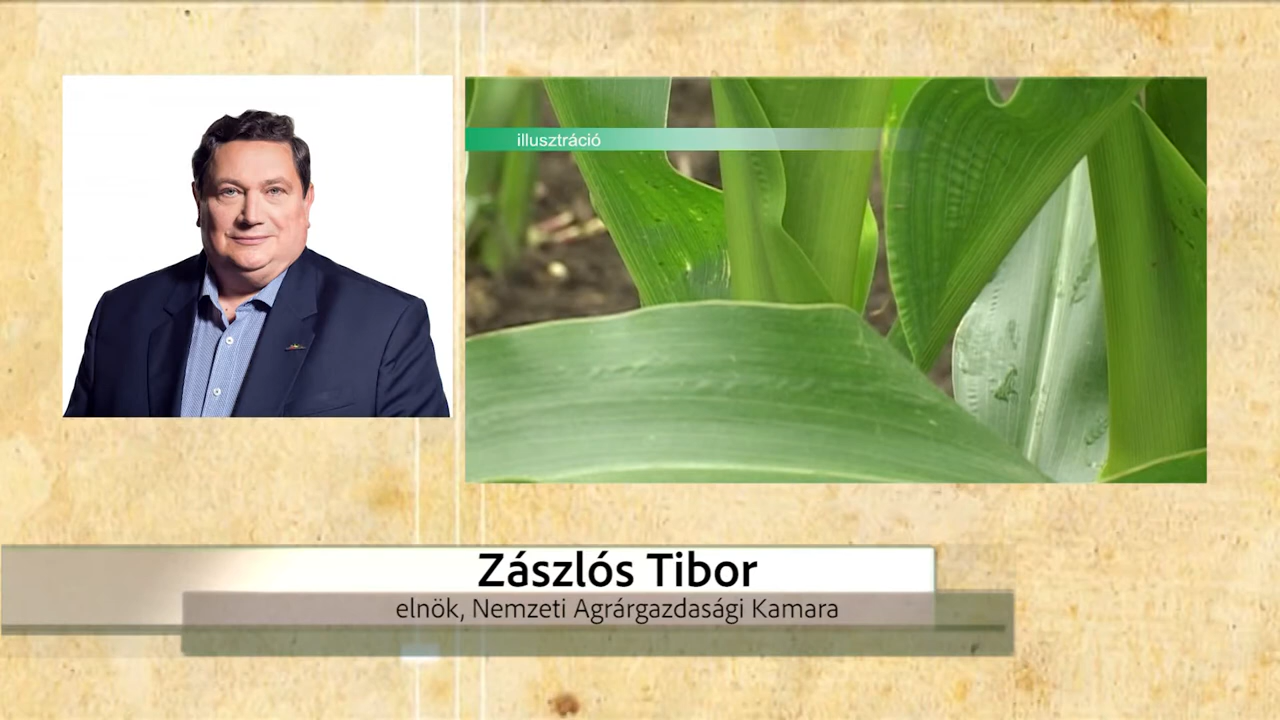 illusztráció
Zászlós Tibor
elnök, Nemzeti Agrárgazdasági Kamara